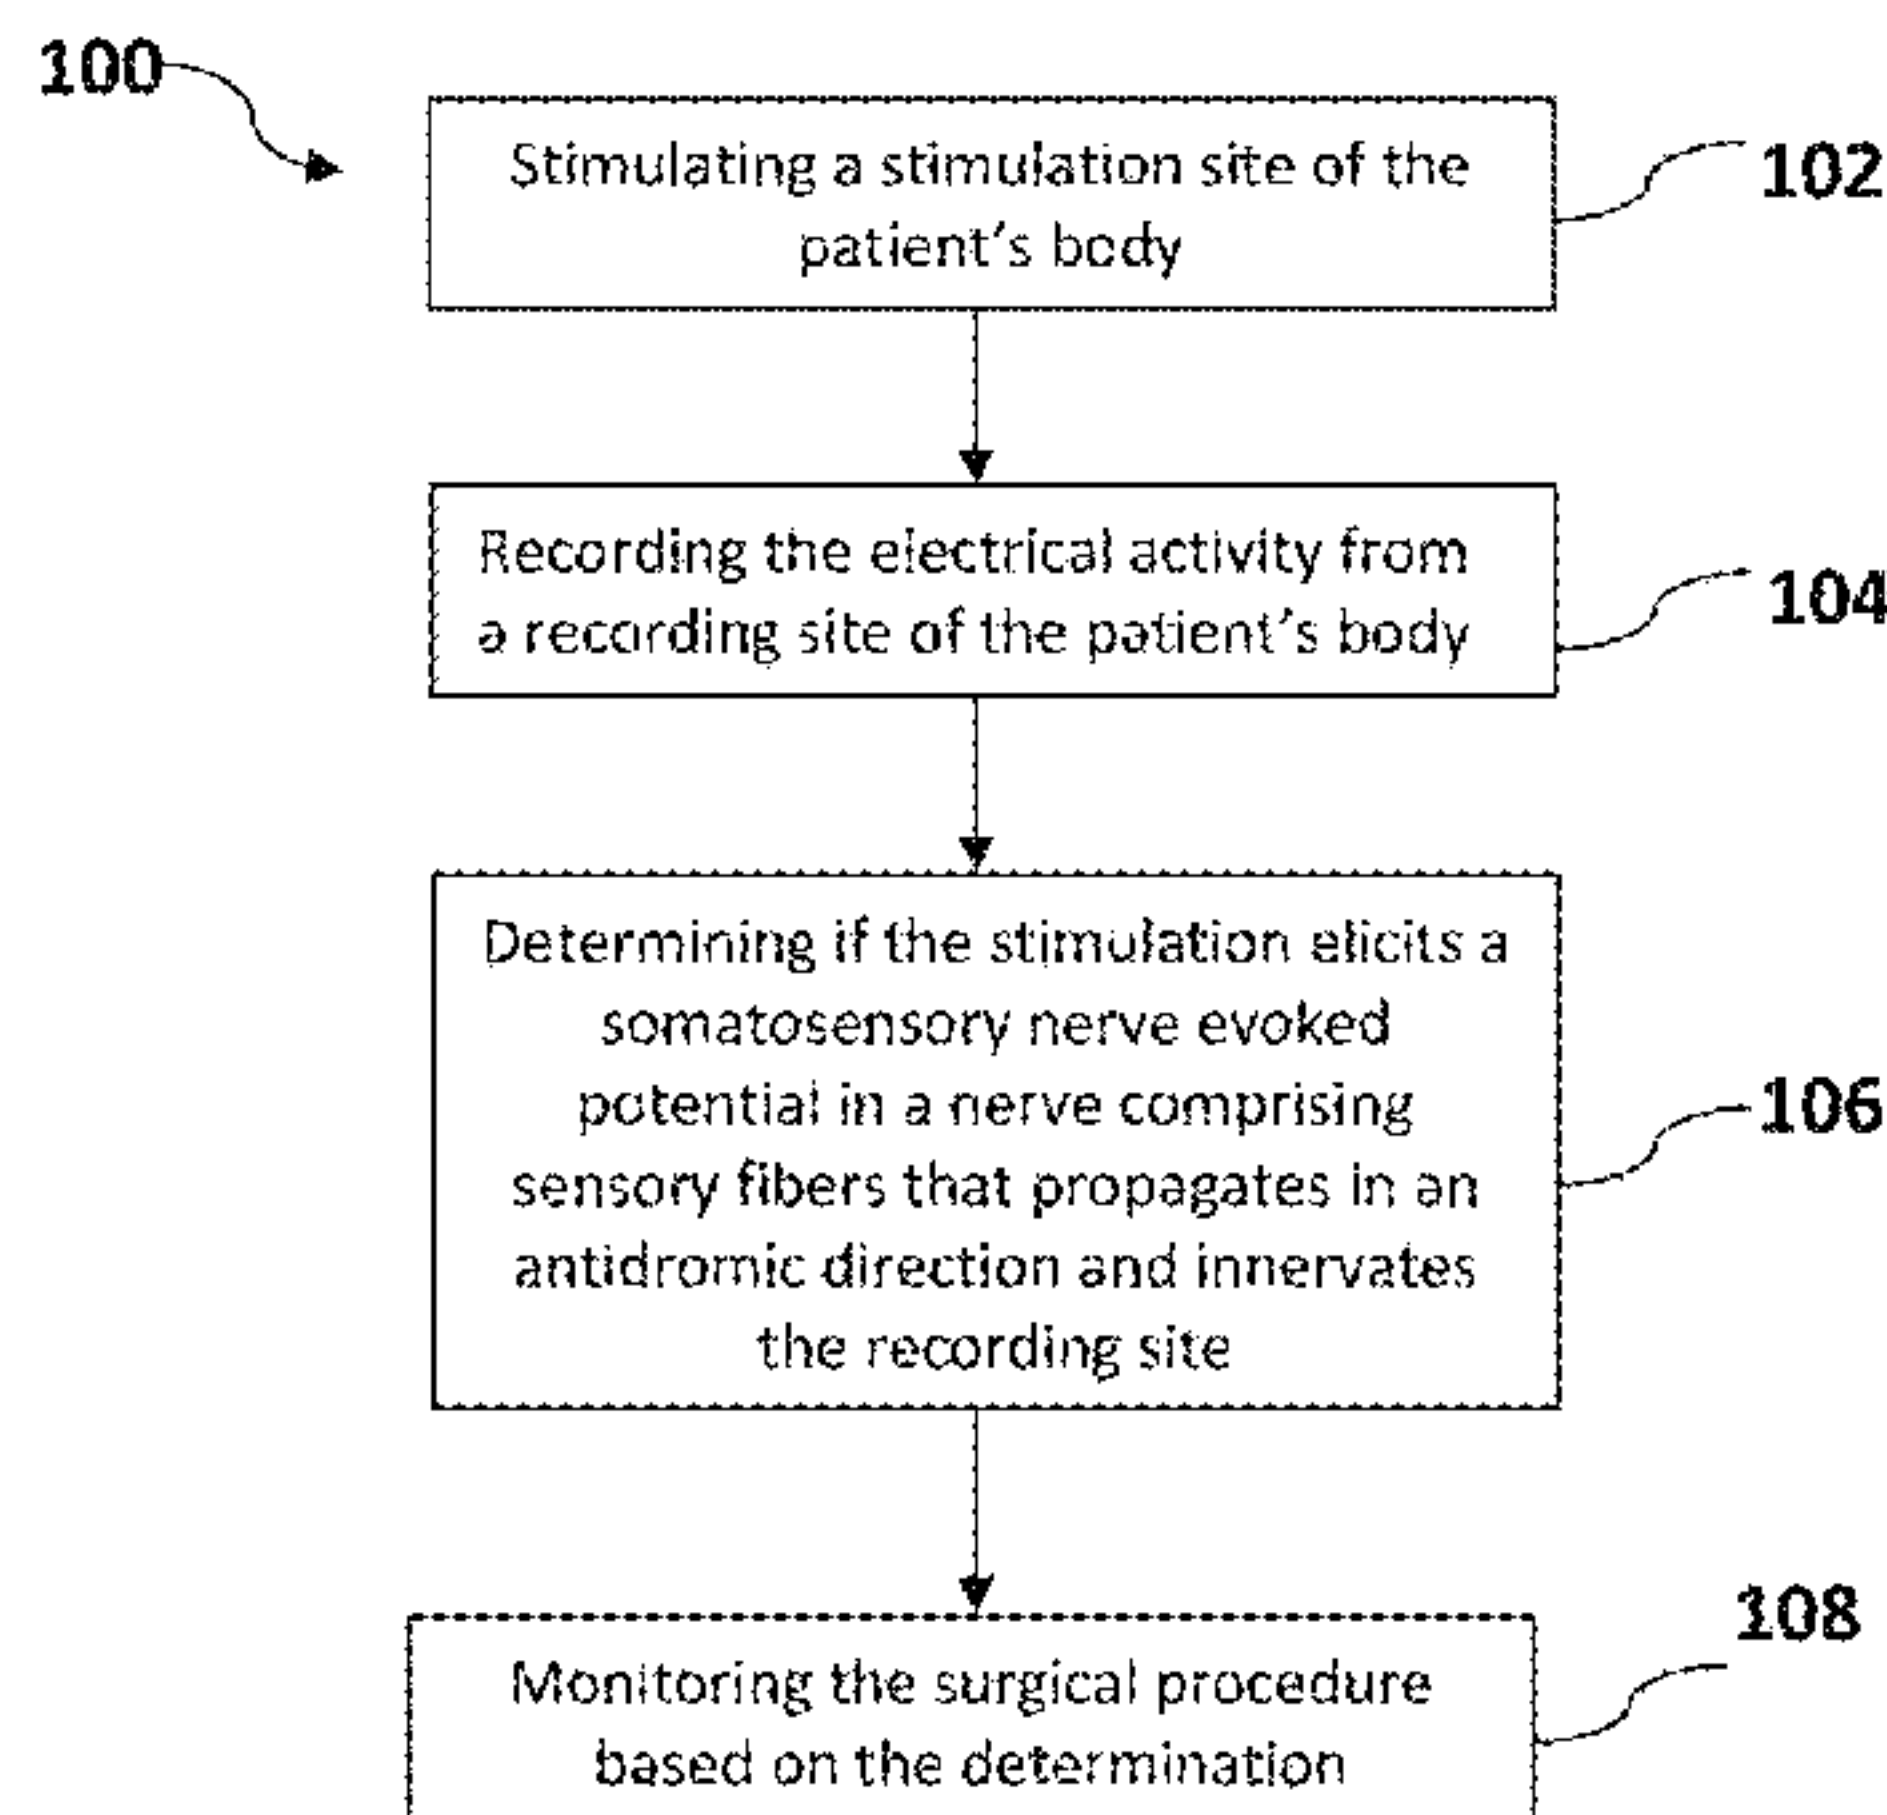 100
Stimulating a stimulation site of the
patient's body
102
Recording the electrical activity from
a recording site of the patient's body
104
Determining if the stimulation elicits a
somatosensory nerve evoked
potential in a nerve comprising
sensory fibers that propagates in an
antidromic direction and innervates
the recording site
106
Monitoring the surgical procedure
based on the determination
108